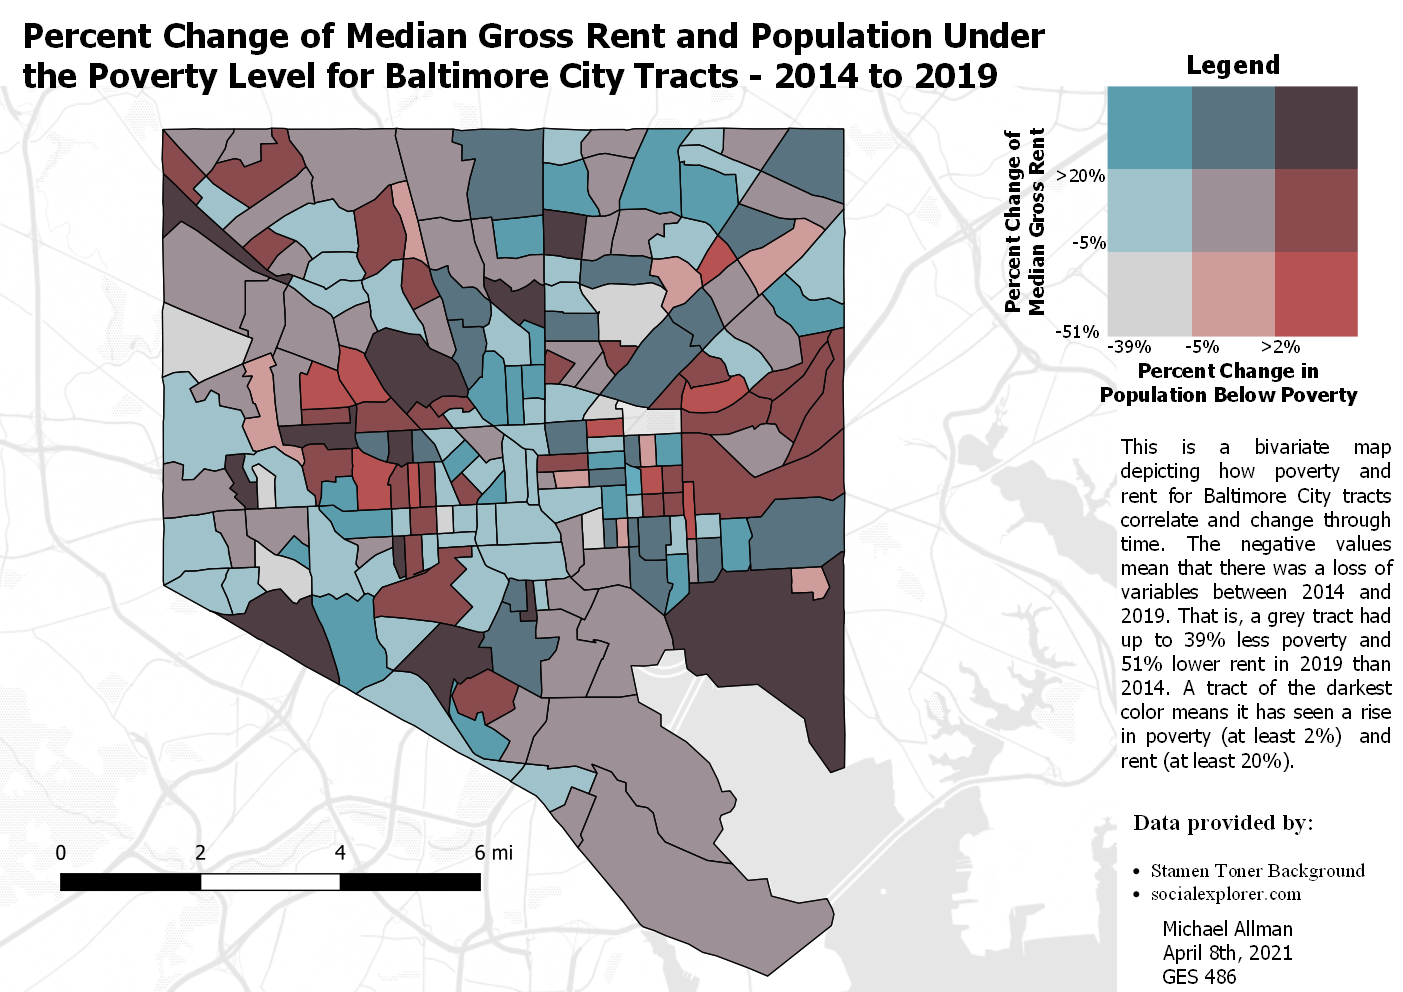 Percent Change of Median Gross Rent and Population Under
the Poverty Level for Baltimore City Tracts - 2014 to 2019
Legend
Percent Change of
Median Gross Rent
>20%
-5%
-51%
-39%
-5%
>2%
Percent Change in
Population Below Poverty
This is a bivariate map
depicting how poverty and
rent for Baltimore City tracts
correlate and change through
time. The negative values
mean that there was a loss of
variables between 2014 and
2019. That is, a grey tract had
up to 39% less poverty and
51% lower rent in 2019 than
2014. A tract of the darkest
color means it has seen a rise
in poverty (at least 2%) and
rent (at least 20%).
Data provided by:
• Stamen Toner Background
• socialexplorer.com
Michael Allman
April 8th, 2021
GES 486
0 2 4 6 mi